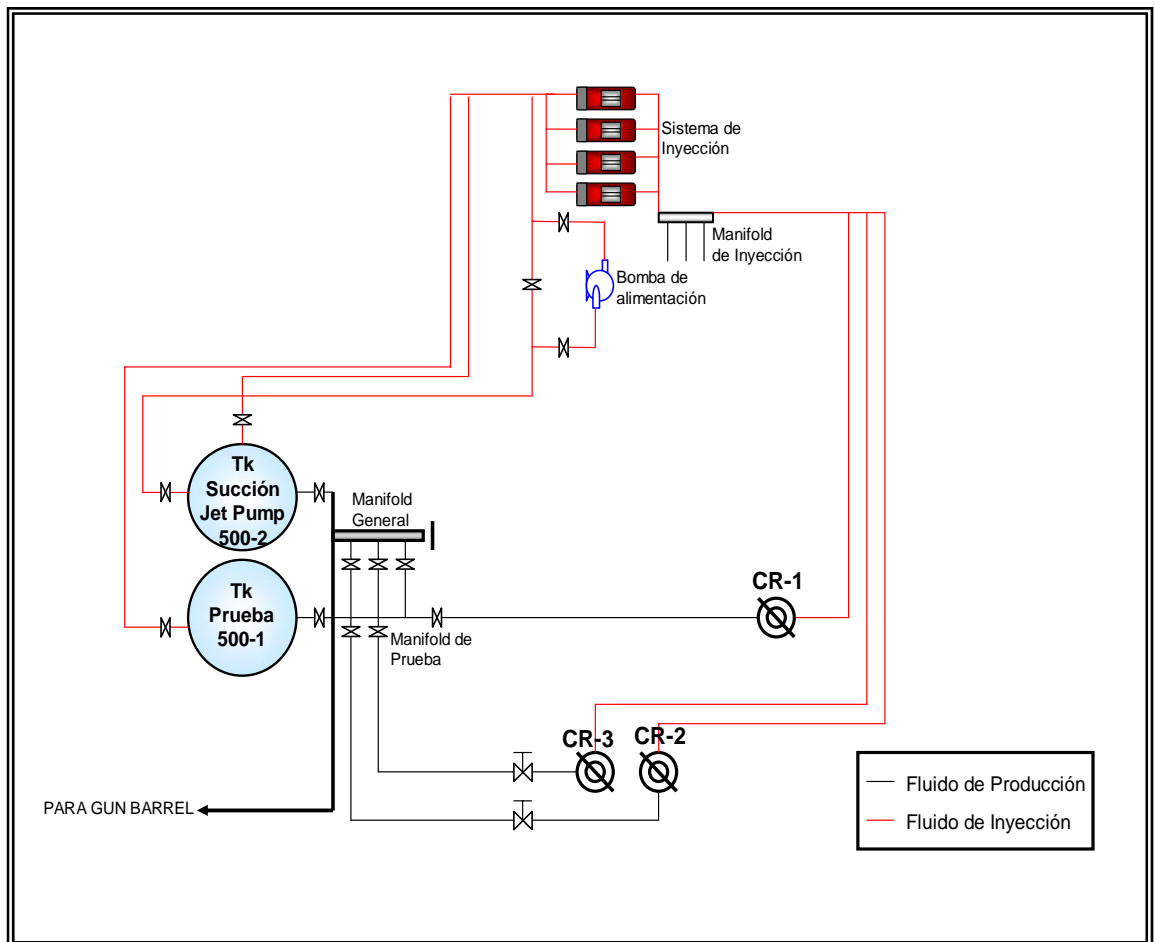 Sistema de
Inyección
Manifold
de Inyección
Bomba de
alimentación
Tk
Succión
Jet Pump
500-2
Manifold
General
Tk
Prueba
500-1
CR-1
Manifold de
Prueba
CR-3
CR-2
PARA GUN BARREL
Fluido de Producción
Fluido de Inyección